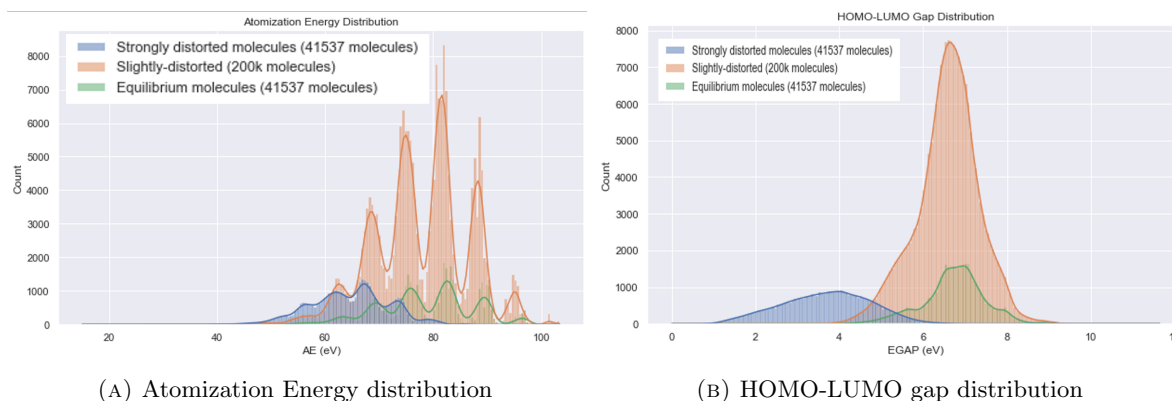 Atomization Energy Distribution
Strongly distorted molecules (41537 molecules)
Slightly-distorted (200k molecules)
Equilibrium molecules (41537 molecules)
8000
7000
6000
5000
4000
3000
2000
1000
0
Count
20 40 60 80 100
AE (eV)
(A) Atomization Energy distribution
HOMO-LUMO Gap Distribution
Strongly distorted molecules (41537 molecules)
Slightly-distorted (200k molecules)
Equilibrium molecules (41537 molecules)
8000
7000
6000
5000
4000
3000
2000
1000
0
Count
0 2 4 6 8 10
EGAP (eV)
(B) HOMO-LUMO gap distribution